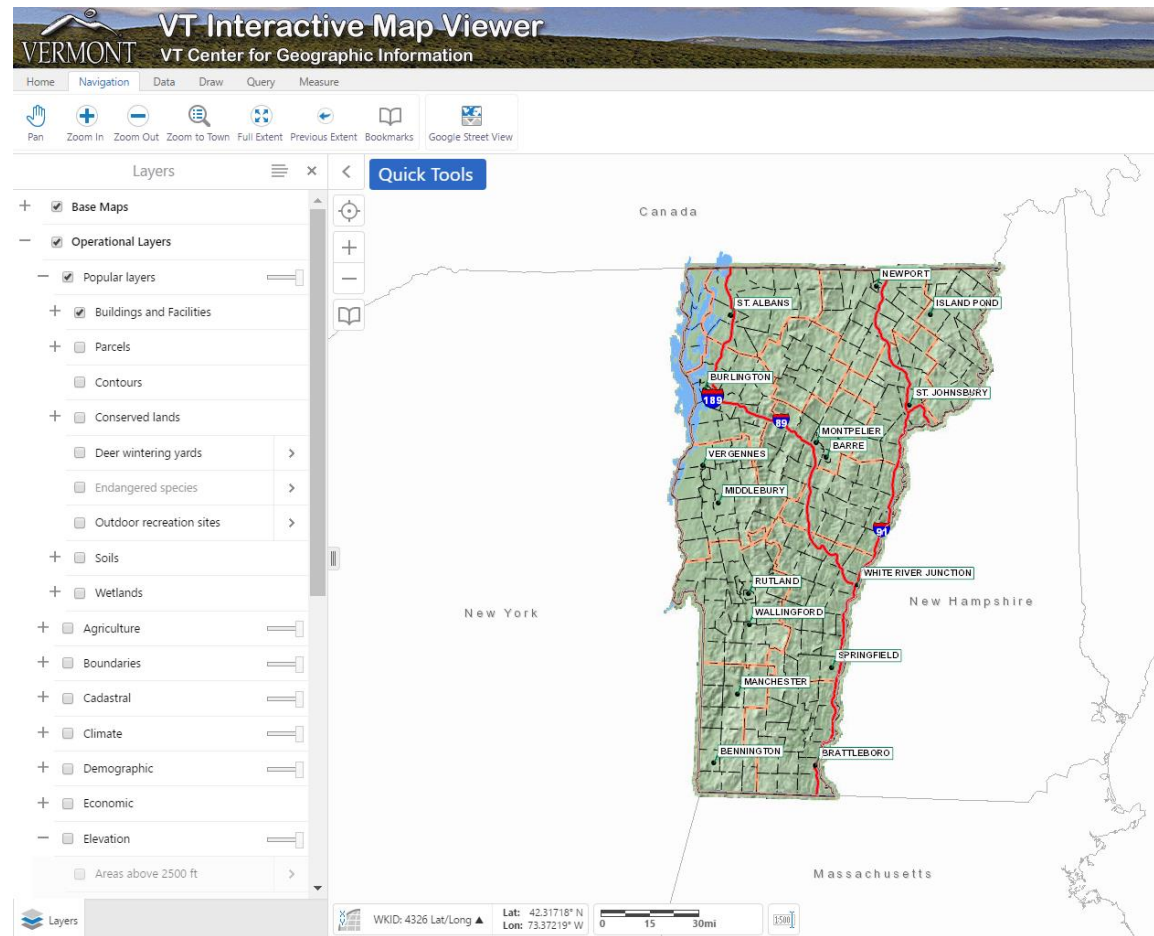 VERMONT
VT Interactive Map Viewer
VT Center for Geographic Information
Home Navigation Data Draw Query Measure
Pan Zoom In Zoom Out Zoom to Town Full Extent Previous Extent Bookmarks Google Street View
Layers
Quick Tools
Base Maps
Operational Layers
Popular layers
Buildings and Facilities
Parcels
Contours
Conserved lands
Deer wintering yards
Endangered species
Outdoor recreation sites
Soils
Wetlands
Agriculture
Boundaries
Cadastral
Climate
Demographic
Economic
Elevation
Areas above 2500 ft
Layers
Canada
NEWPORT
ST. ALBANS
ISLAND POND
BURLINGTON
189
ST. JOHNSBURY
89
MONTPELIER
BARRE
VERGENNES
MIDDLEBURY
91
WHITE RIVER JUNCTION
RUTLAND
New York
New Hampshire
WALLINGFORD
SPRINGFIELD
MANCHESTER
BENNINGTON
BRATTLEBORO
Massachusetts
WKID: 4326 Lat/Long ▲
Lat: 42.31718° N
Lon: 73.37219° W
0 15 30mi
1500